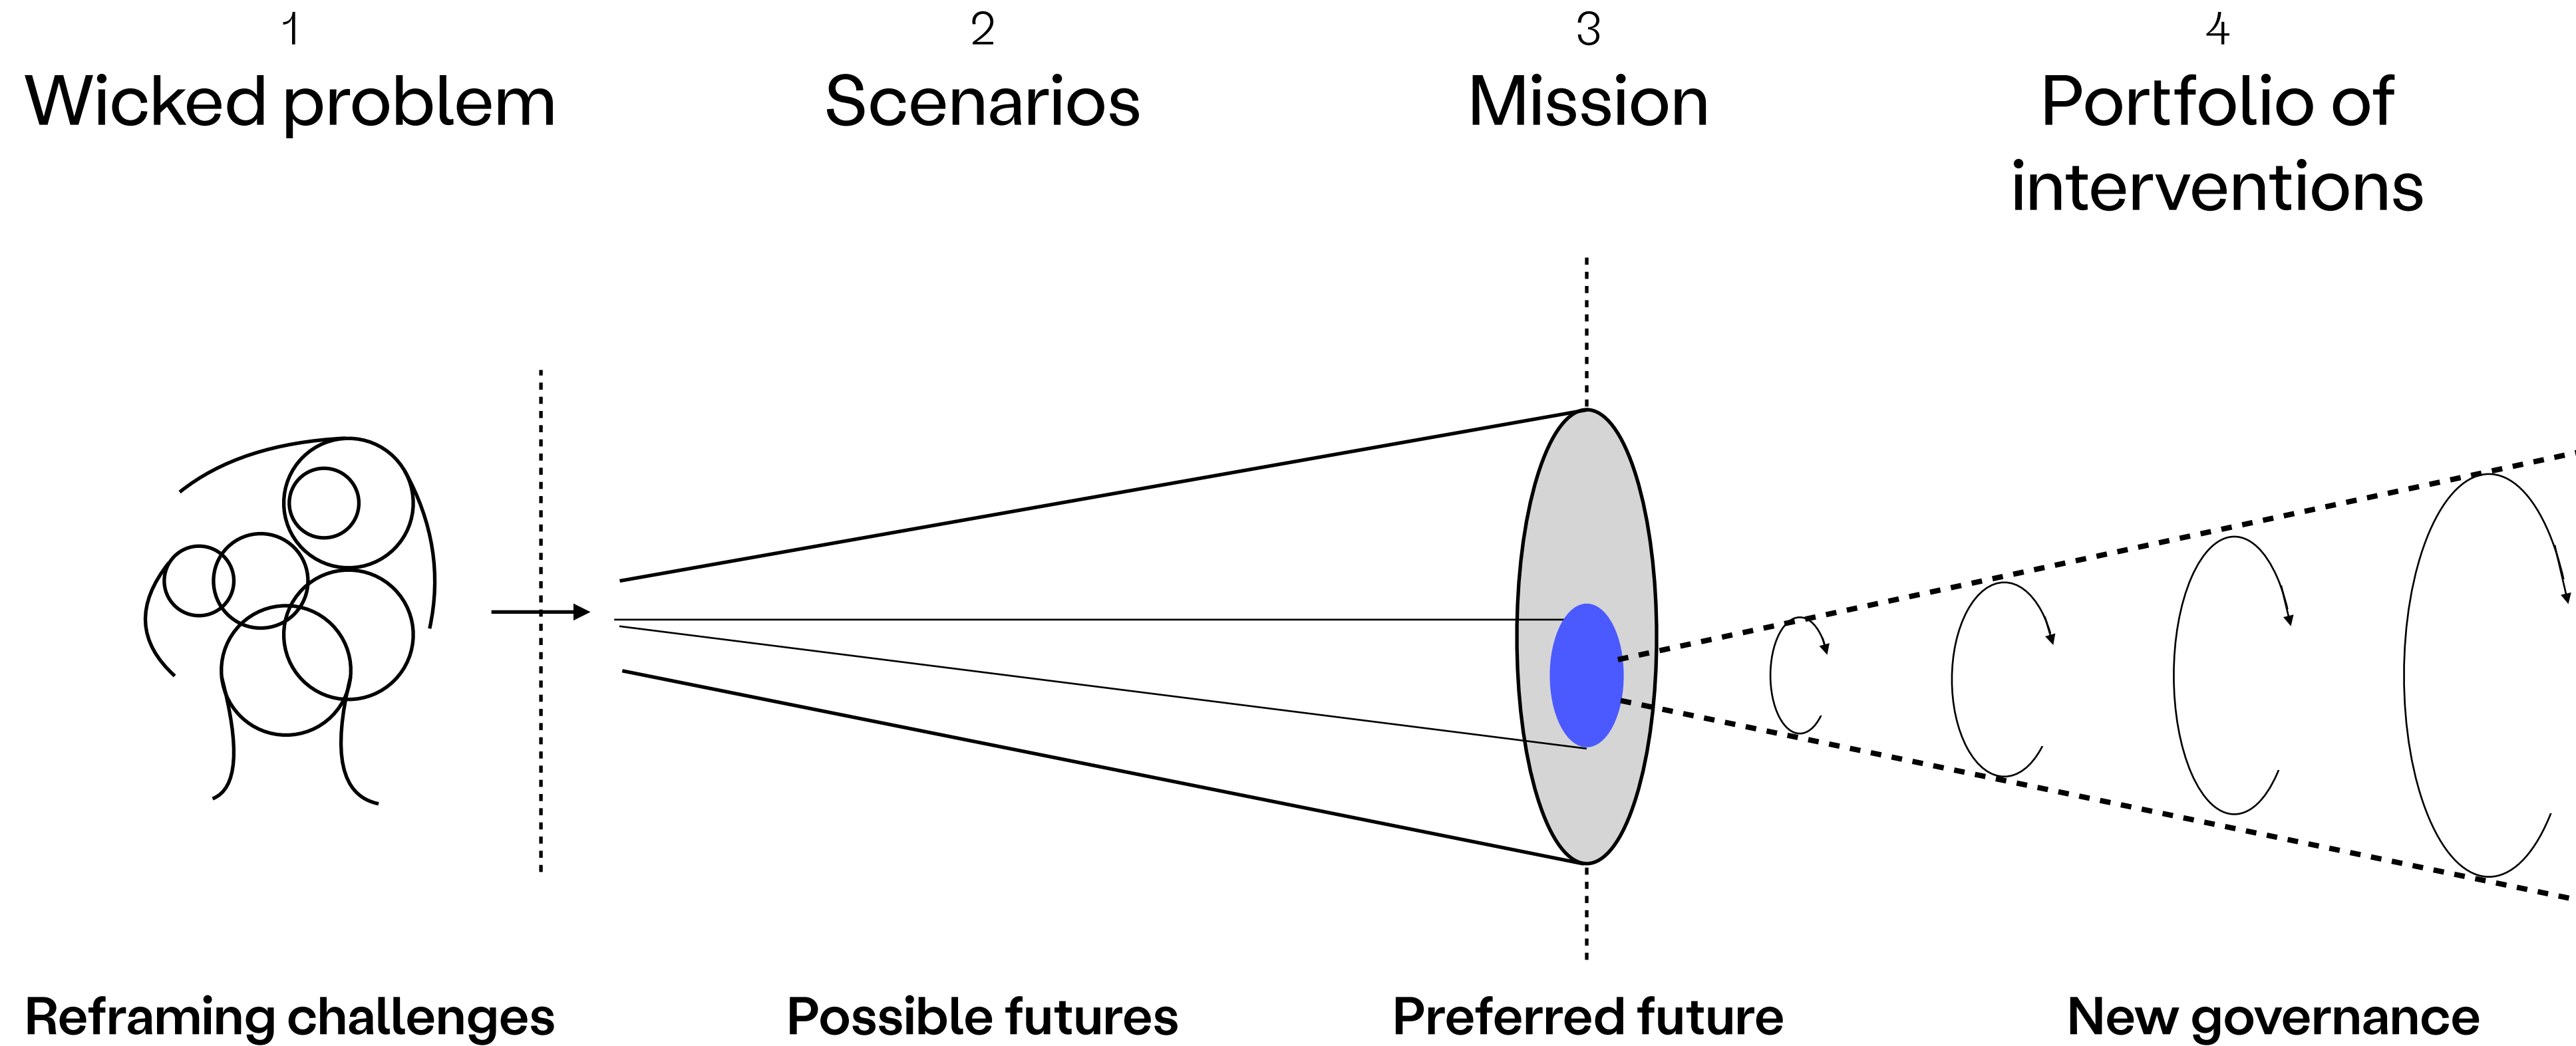 1
Wicked problem
2
Scenarios
3
Mission
4
Portfolio of
interventions
Reframing challenges
Possible futures
Preferred future
New governance